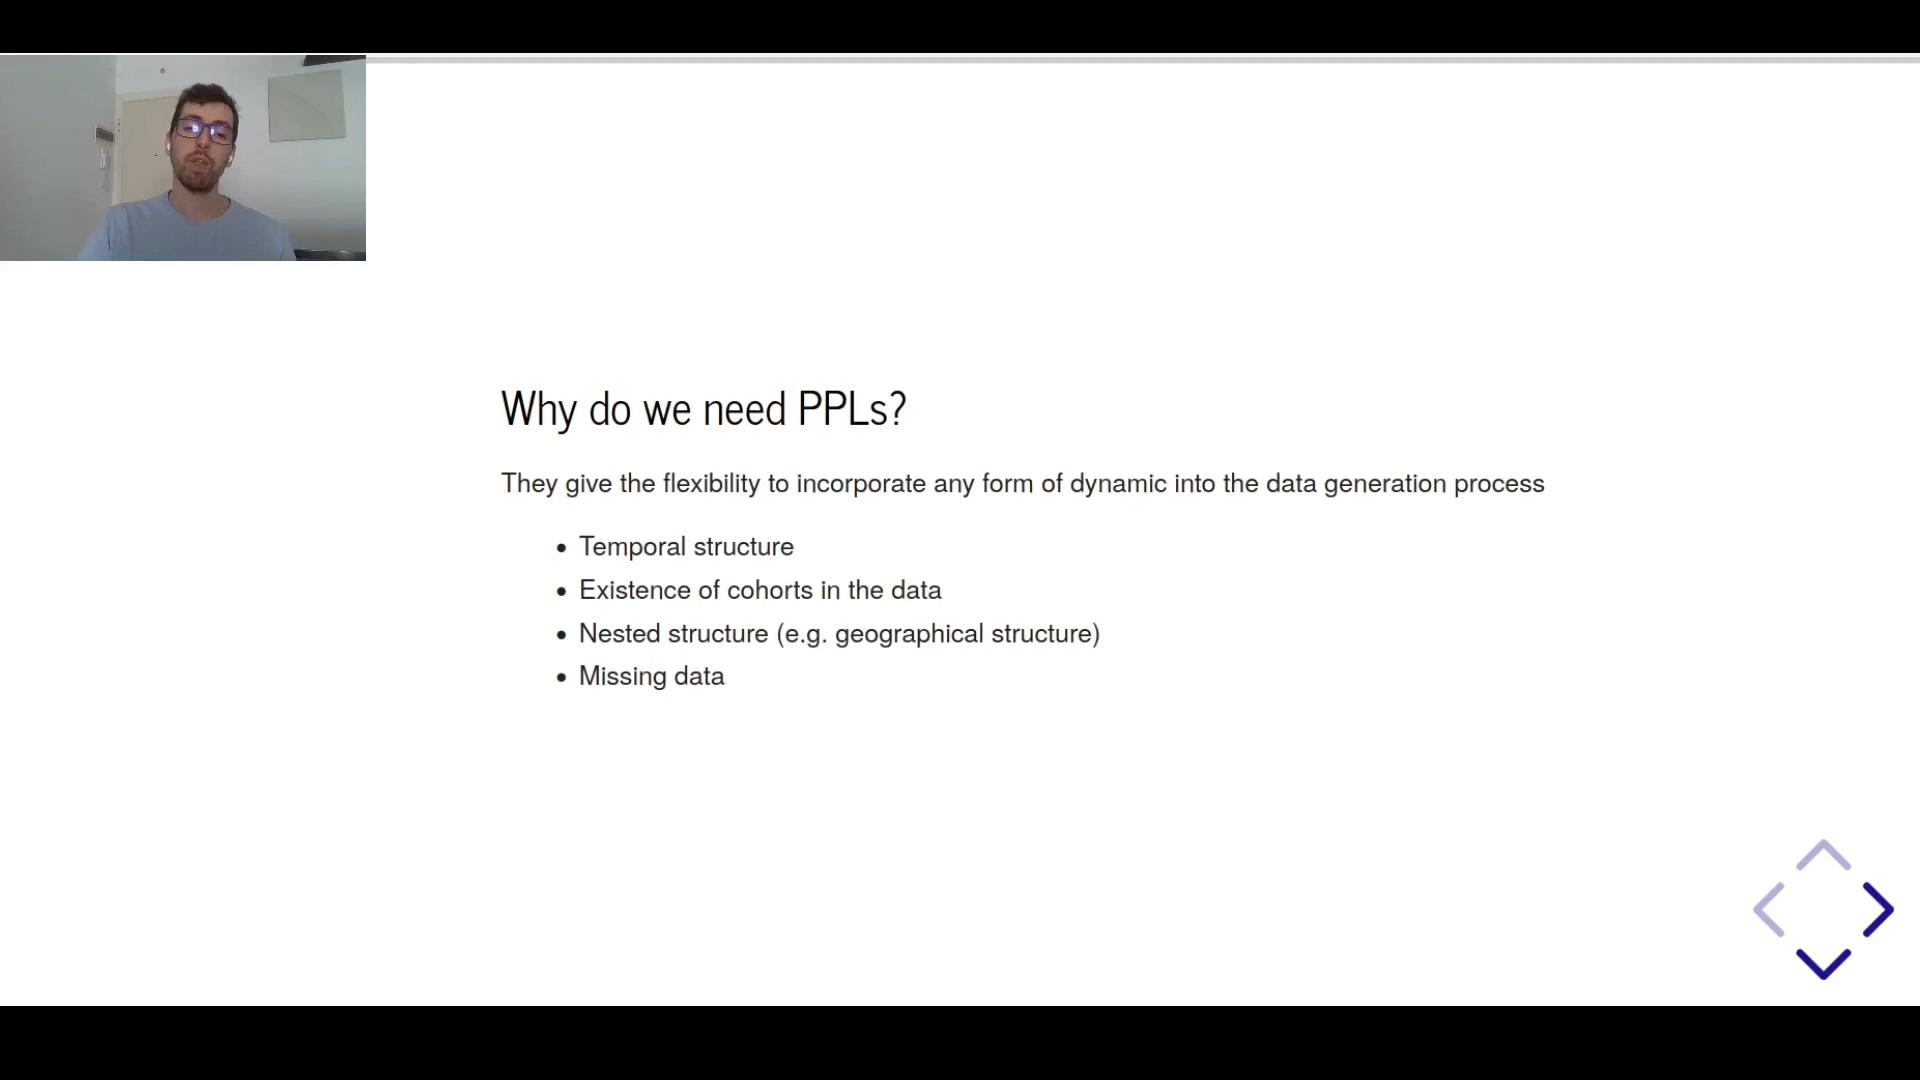 Why do we need PPLs?
They give the flexibility to incorporate any form of dynamic into the data generation process
• Temporal structure
• Existence of cohorts in the data
• Nested structure (e.g. geographical structure)
• Missing data